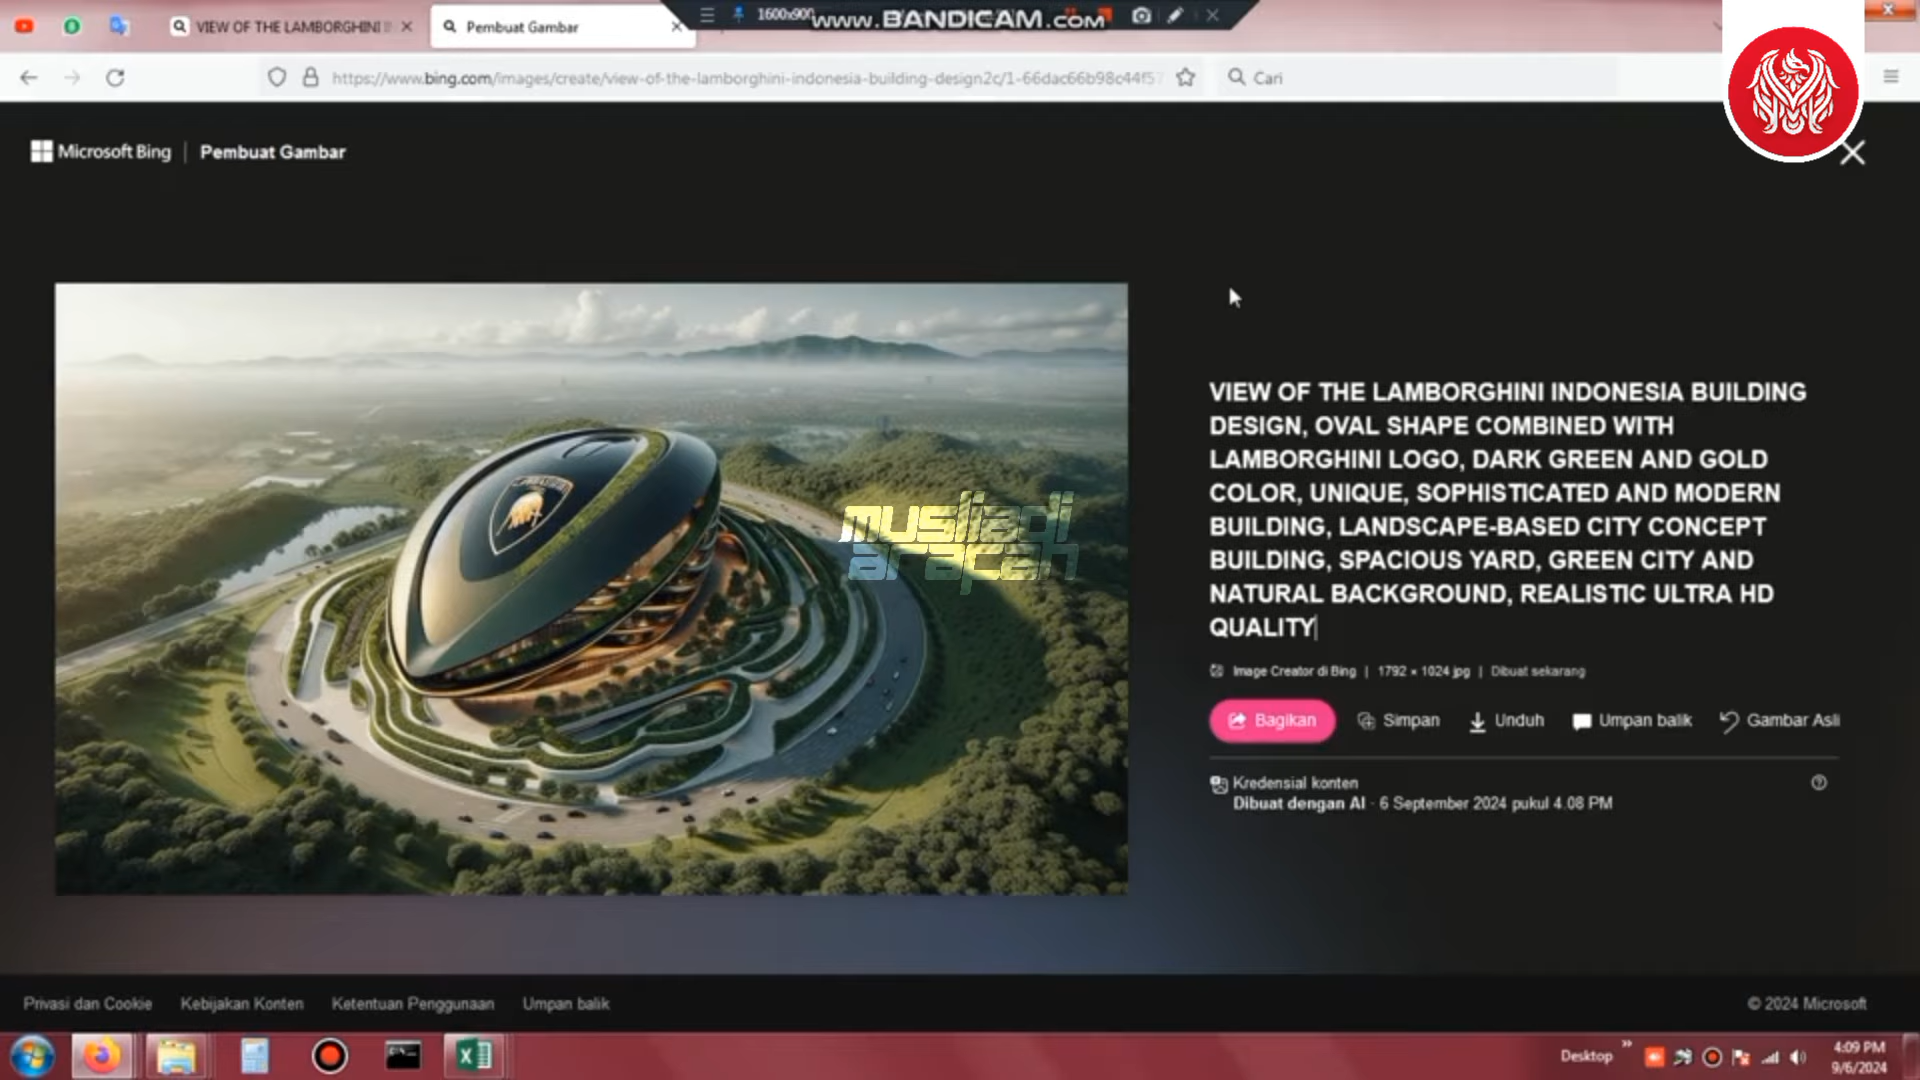 VIEW OF THE LAMBORGHINI
Pembuat Gambar
1600x900
www.BANDICAM.com
https://www.bing.com/images/create/view-of-the-lamborghini-indonesia-building-design2c/1-66dac66b98c44f57
Cari
Microsoft Bing | Pembuat Gambar
musliadi
arapah
VIEW OF THE LAMBORGHINI INDONESIA BUILDING
DESIGN, OVAL SHAPE COMBINED WITH
LAMBORGHINI LOGO, DARK GREEN AND GOLD
COLOR, UNIQUE, SOPHISTICATED AND MODERN
BUILDING, LANDSCAPE-BASED CITY CONCEPT
BUILDING, SPACIOUS YARD, GREEN CITY AND
NATURAL BACKGROUND, REALISTIC ULTRA HD
QUALITY
Image Creator di Bing | 1792 × 1024 jpg | Dibuat sekarang
Bagikan Simpan Unduh Umpan balik Gambar Asli
Kredensial konten
Dibuat dengan AI · 6 September 2024 pukul 4.08 PM
Privasi dan Cookie Kebijakan Konten Ketentuan Penggunaan Umpan balik © 2024 Microsoft
Desktop
4:09 PM
9/6/2024